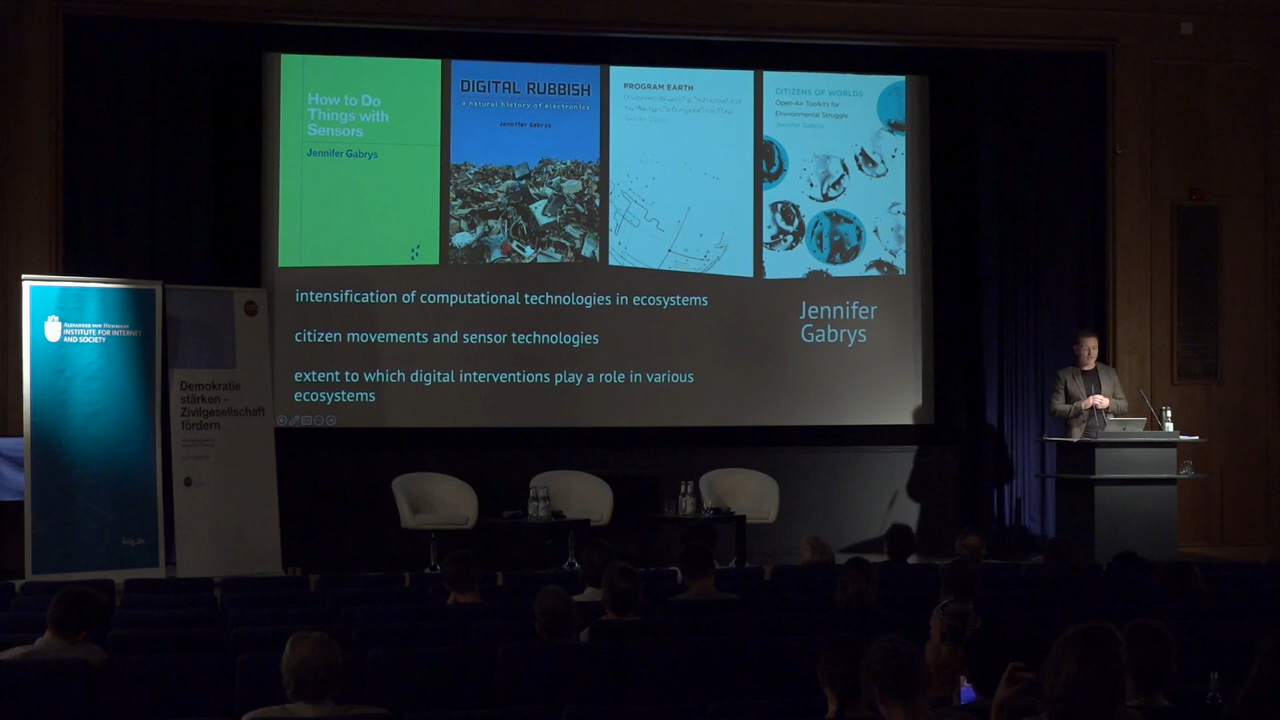 How to Do
Things with
Sensors
Jennifer Gabrys
DIGITAL RUBBISH
a natural history of electronics
Jennifer Gabrys
PROGRAM EARTH
CITIZENS OF WORLDS
Open-Air Toolkits for
Environmental Struggle
Jennifer Gabrys
intensification of computational technologies in ecosystems
citizen movements and sensor technologies
extent to which digital interventions play a role in various
ecosystems
Jennifer
Gabrys
ALEXANDER VON HUMBOLDT
INSTITUTE FOR INTERNET
AND SOCIETY
hiig.de
Demokratie
stärken –
Zivilgesellschaft
fördern